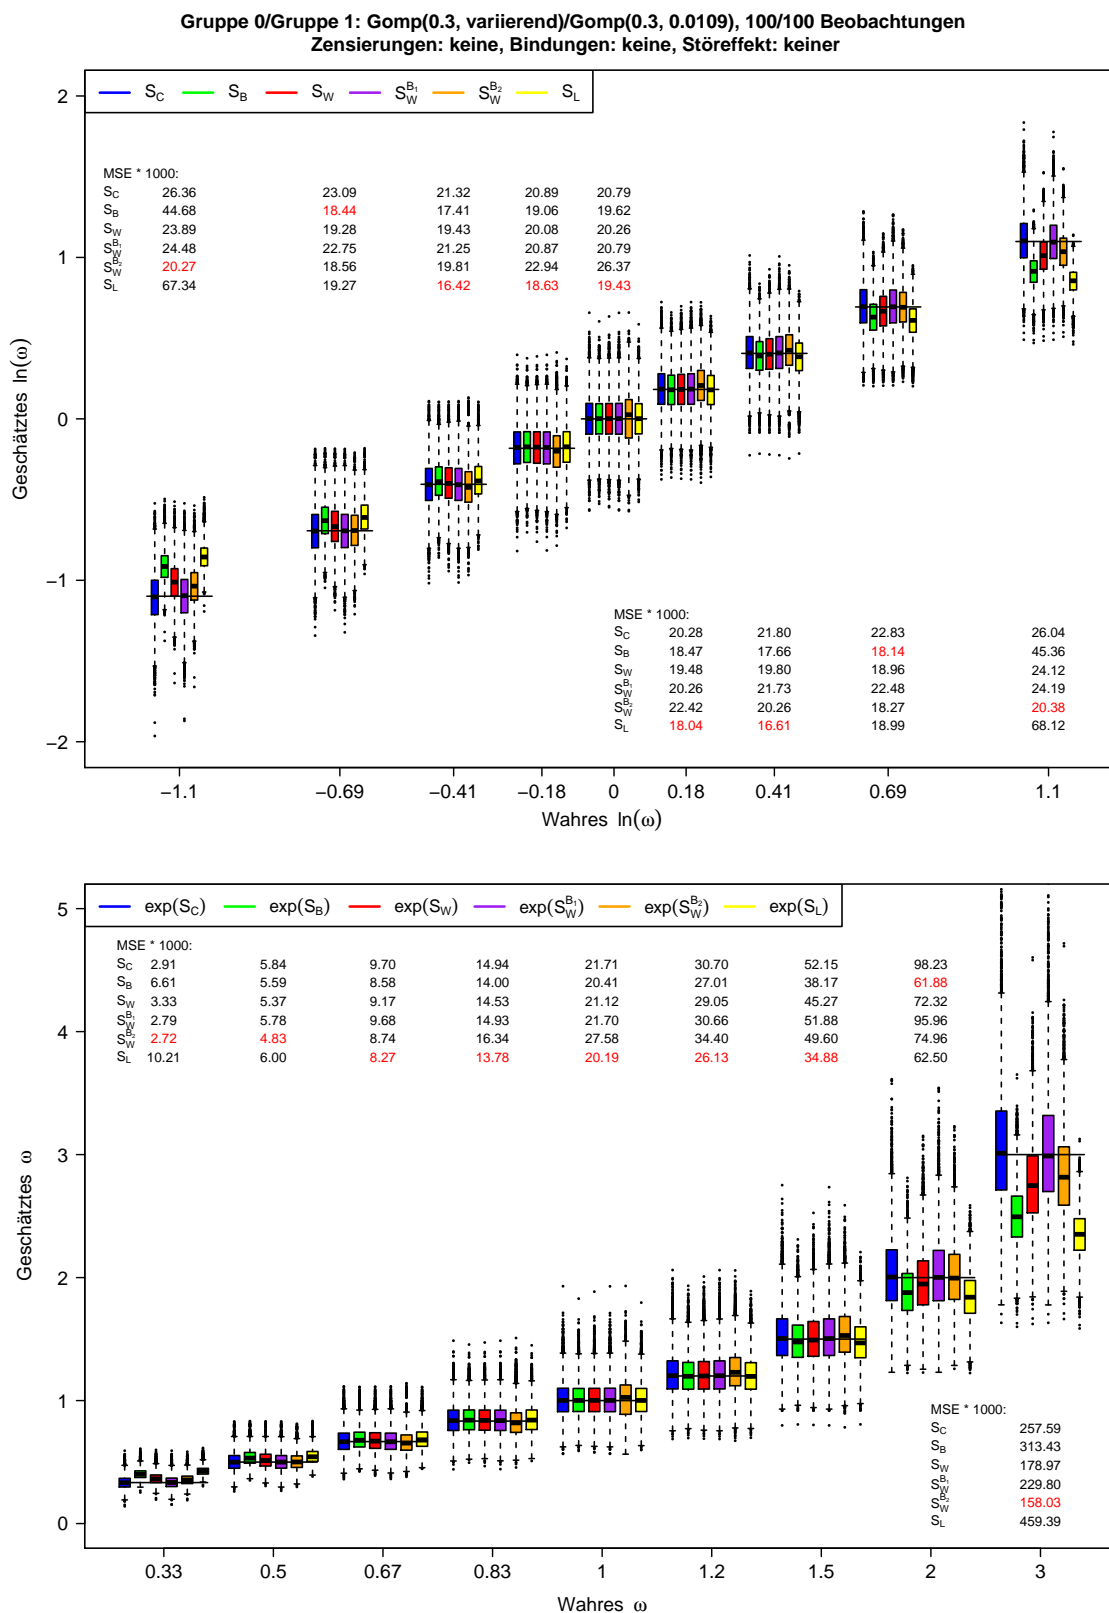 Gruppe 0/Gruppe 1: Gomp(0.3, variierend)/Gomp(0.3, 0.0109), 100/100 Beobachtungen
Zensierungen: keine, Bindungen: keine, Störeffekt: keiner
S_C S_B S_W S_W^{B_1} S_W^{B_2} S_L
MSE * 1000:
S_C 26.36 23.09 21.32 20.89 20.79
S_B 44.68 18.44 17.41 19.06 19.62
S_W 23.89 19.28 19.43 20.08 20.26
S_W^{B_1} 24.48 22.75 21.25 20.87 20.79
S_W^{B_2} 20.27 18.56 19.81 22.94 26.37
S_L 67.34 19.27 16.42 18.63 19.43
MSE * 1000:
S_C 20.28 21.80 22.83 26.04
S_B 18.47 17.66 18.14 45.36
S_W 19.48 19.80 18.96 24.12
S_W^{B_1} 20.26 21.73 22.48 24.19
S_W^{B_2} 22.42 20.26 18.27 20.38
S_L 18.04 16.61 18.99 68.12
2
1
0
−1
−2
Geschätztes ln(ω)
−1.1 −0.69 −0.41 −0.18 0 0.18 0.41 0.69 1.1
Wahres ln(ω)
exp(S_C) exp(S_B) exp(S_W) exp(S_W^{B_1}) exp(S_W^{B_2}) exp(S_L)
MSE * 1000:
S_C 2.91 5.84 9.70 14.94 21.71 30.70 52.15 98.23
S_B 6.61 5.59 8.58 14.00 20.41 27.01 38.17 61.88
S_W 3.33 5.37 9.17 14.53 21.12 29.05 45.27 72.32
S_W^{B_1} 2.79 5.78 9.68 14.93 21.70 30.66 51.88 95.96
S_W^{B_2} 2.72 4.83 8.74 16.34 27.58 34.40 49.60 74.96
S_L 10.21 6.00 8.27 13.78 20.19 26.13 34.88 62.50
MSE * 1000:
S_C 257.59
S_B 313.43
S_W 178.97
S_W^{B_1} 229.80
S_W^{B_2} 158.03
S_L 459.39
5
4
3
2
1
0
Geschätztes ω
0.33 0.5 0.67 0.83 1 1.2 1.5 2 3
Wahres ω